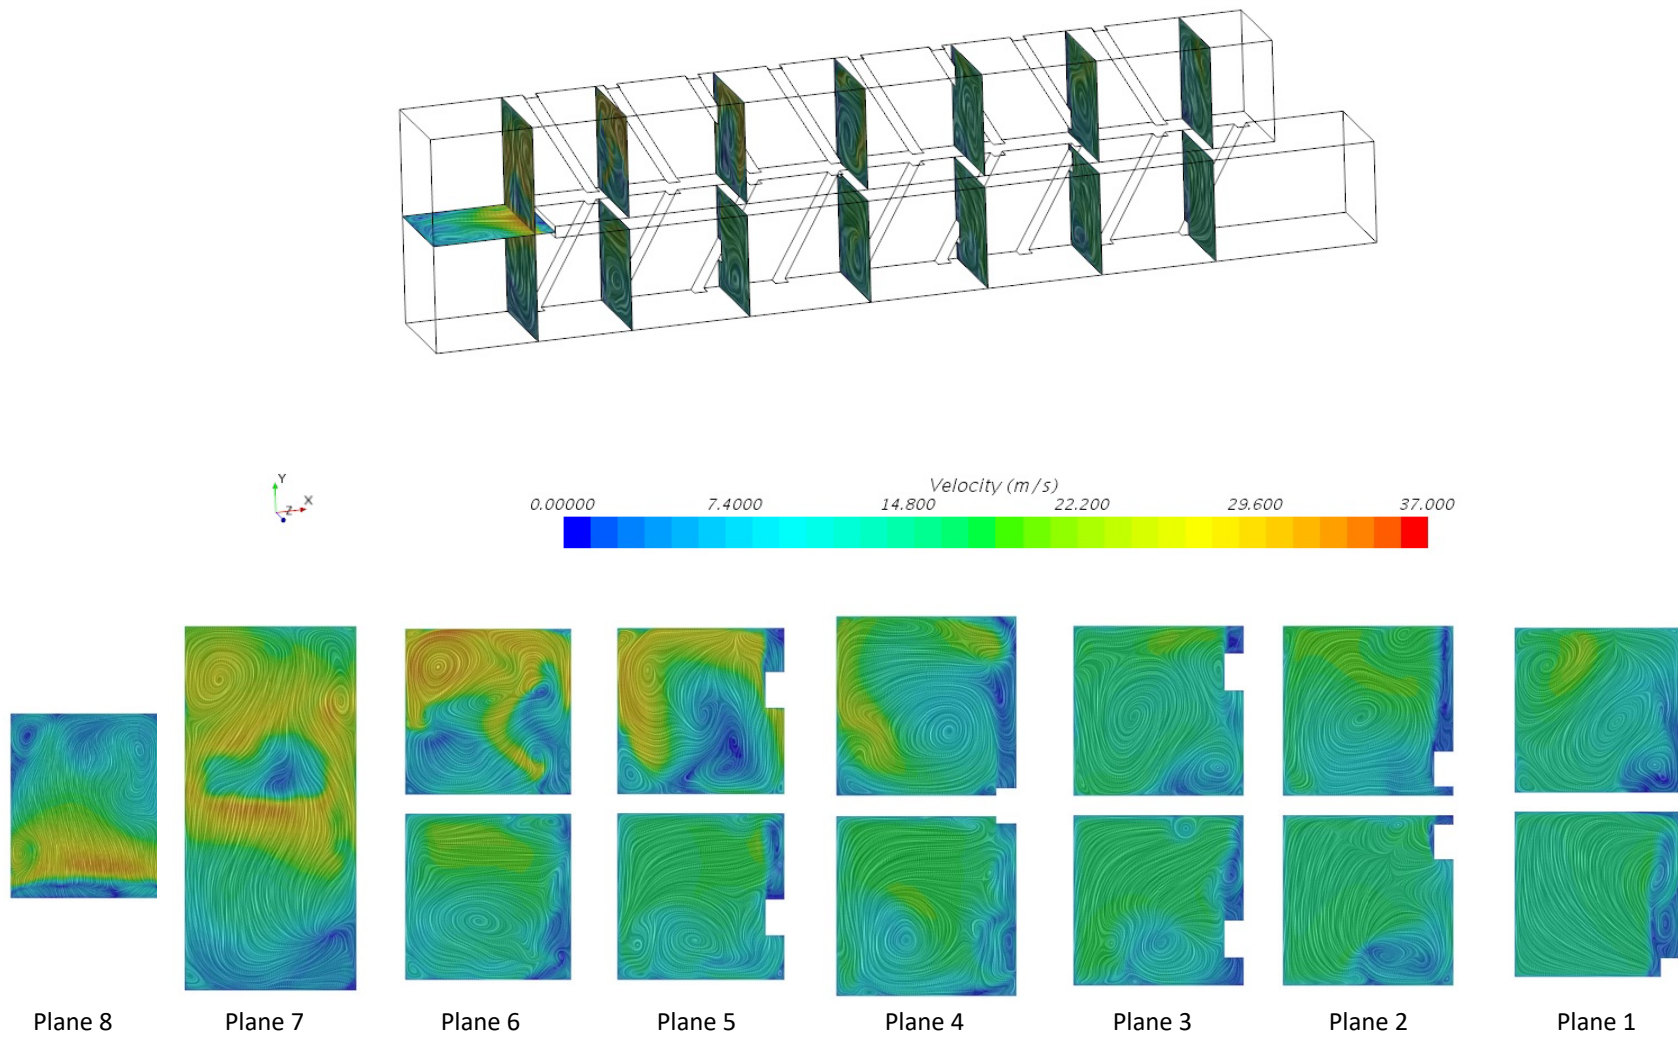 Y
X
Z
Velocity (m/s)
0.00000 7.4000 14.800 22.200 29.600 37.000
Plane 8 Plane 7 Plane 6 Plane 5 Plane 4 Plane 3 Plane 2 Plane 1